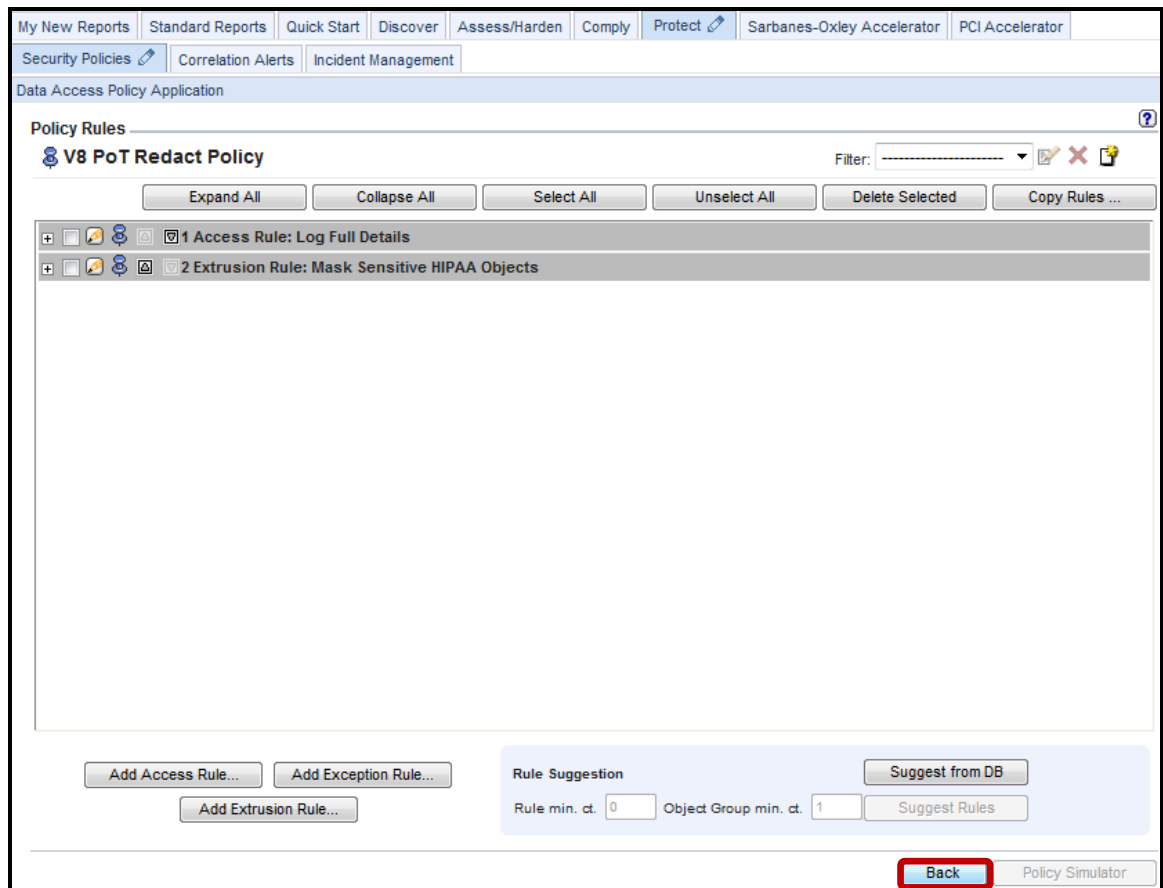 My New Reports Standard Reports Quick Start Discover Assess/Harden Comply Protect Sarbanes-Oxley Accelerator PCI Accelerator
Security Policies Correlation Alerts Incident Management
Data Access Policy Application
?
Policy Rules
V8 PoT Redact Policy Filter: ----------------------
Expand All Collapse All Select All Unselect All Delete Selected Copy Rules ...
1 Access Rule: Log Full Details
2 Extrusion Rule: Mask Sensitive HIPAA Objects
Add Access Rule... Add Exception Rule... Rule Suggestion Suggest from DB
Add Extrusion Rule... Rule min. ct. 0 Object Group min. ct. 1 Suggest Rules
Back Policy Simulator